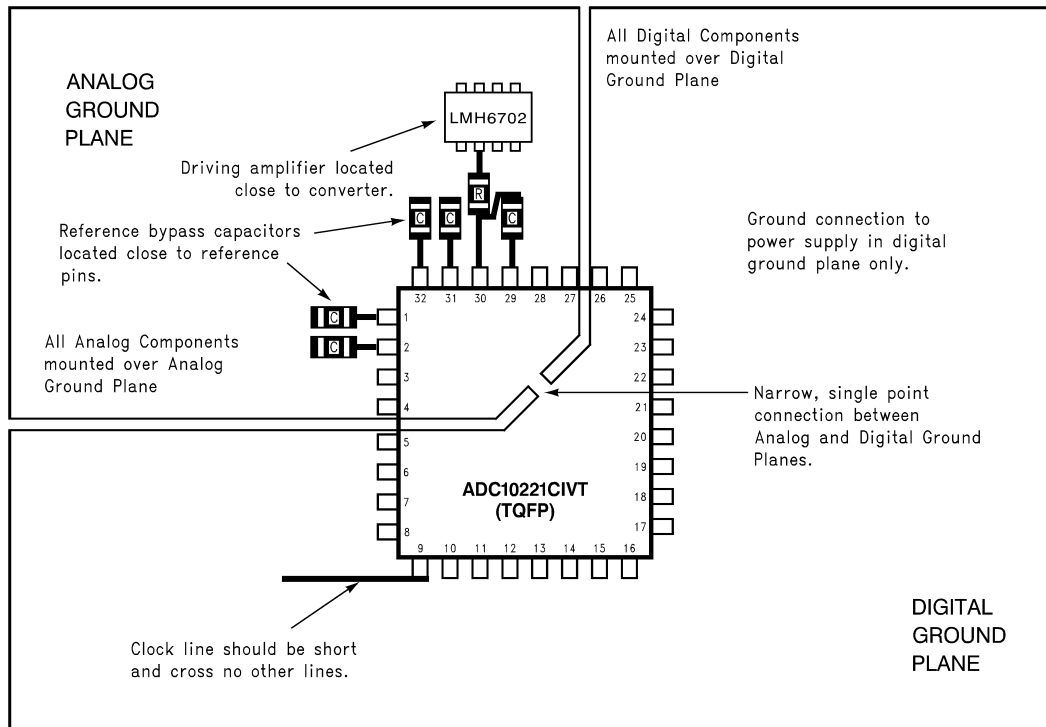 ANALOG
GROUND
PLANE
All Digital Components
mounted over Digital
Ground Plane
LMH6702
Driving amplifier located
close to converter.
R
C
C
C
Reference bypass capacitors
located close to reference
pins.
Ground connection to
power supply in digital
ground plane only.
32 31 30 29 28 27 26 25
C
C
1
2
3
4
5
6
7
8
24
23
22
21
20
19
18
17
All Analog Components
mounted over Analog
Ground Plane
Narrow, single point
connection between
Analog and Digital Ground
Planes.
ADC10221CIVT
(TQFP)
9 10 11 12 13 14 15 16
Clock line should be short
and cross no other lines.
DIGITAL
GROUND
PLANE